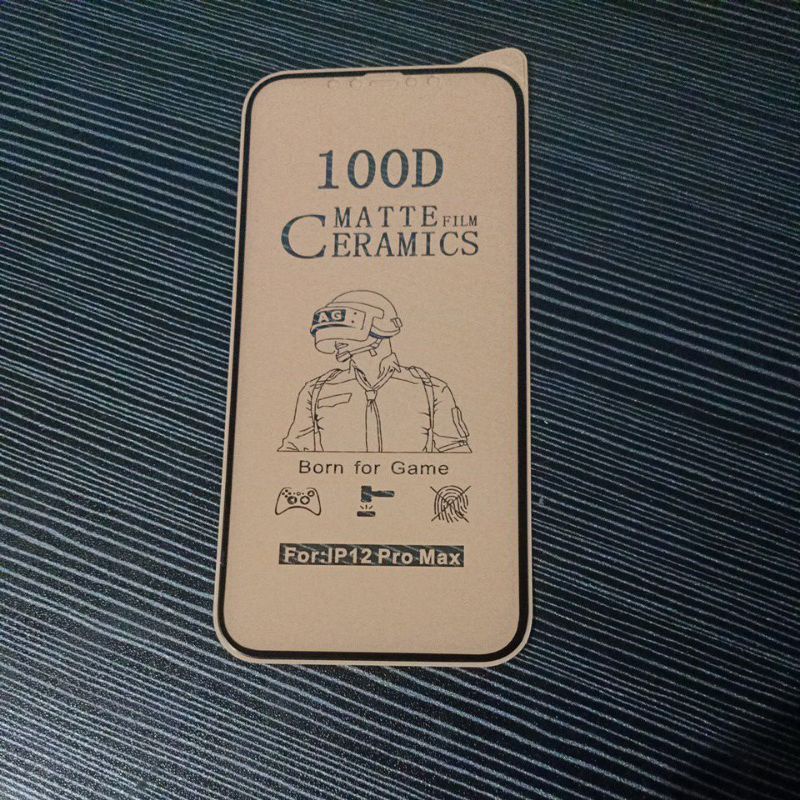 100D
MATTE FILM
CERAMICS
AG
Born for Game
For:IP12 Pro Max